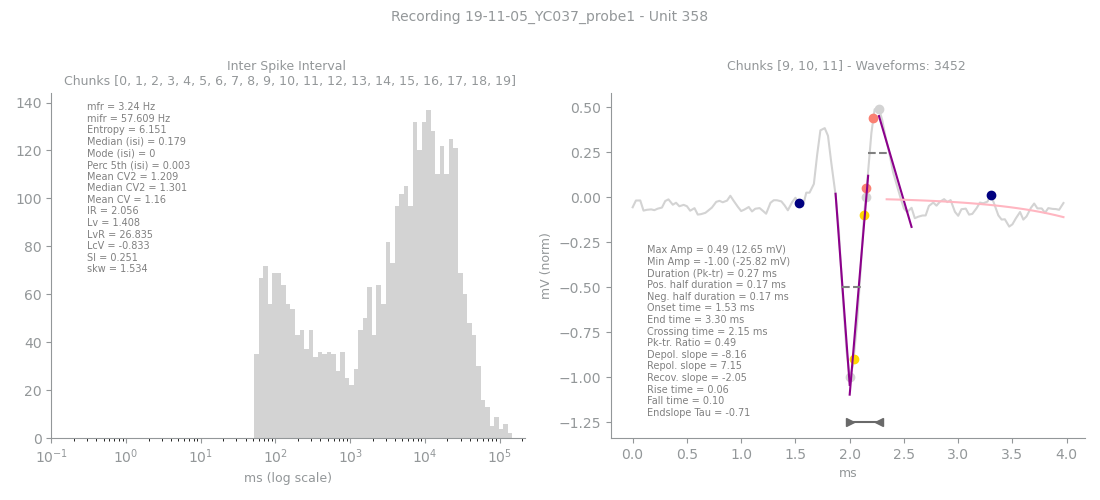 Recording 19-11-05_YC037_probe1 - Unit 358
Inter Spike Interval
Chunks [0, 1, 2, 3, 4, 5, 6, 7, 8, 9, 10, 11, 12, 13, 14, 15, 16, 17, 18, 19]
140
120
100
80
60
40
20
0
mfr = 3.24 Hz
mifr = 57.609 Hz
Entropy = 6.151
Median (isi) = 0.179
Mode (isi) = 0
Perc 5th (isi) = 0.003
Mean CV2 = 1.209
Median CV2 = 1.301
Mean CV = 1.16
IR = 2.056
Lv = 1.408
LvR = 26.835
LcV = -0.833
SI = 0.251
skw = 1.534
10⁻¹ 10⁰ 10¹ 10² 10³ 10⁴ 10⁵
ms (log scale)
Chunks [9, 10, 11] - Waveforms: 3452
mV (norm)
0.50
0.25
0.00
−0.25
−0.50
−0.75
−1.00
−1.25
Max Amp = 0.49 (12.65 mV)
Min Amp = -1.00 (-25.82 mV)
Duration (Pk-tr) = 0.27 ms
Pos. half duration = 0.17 ms
Neg. half duration = 0.17 ms
Onset time = 1.53 ms
End time = 3.30 ms
Crossing time = 2.15 ms
Pk-tr. Ratio = 0.49
Depol. slope = -8.16
Repol. slope = 7.15
Recov. slope = -2.05
Rise time = 0.06
Fall time = 0.10
Endslope Tau = -0.71
0.0 0.5 1.0 1.5 2.0 2.5 3.0 3.5 4.0
ms